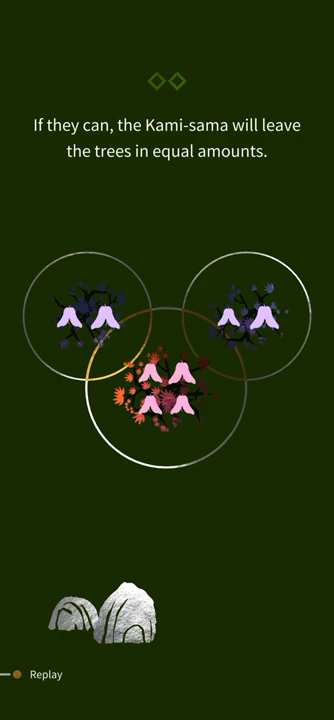 If they can, the Kami-sama will leave
the trees in equal amounts.
Replay